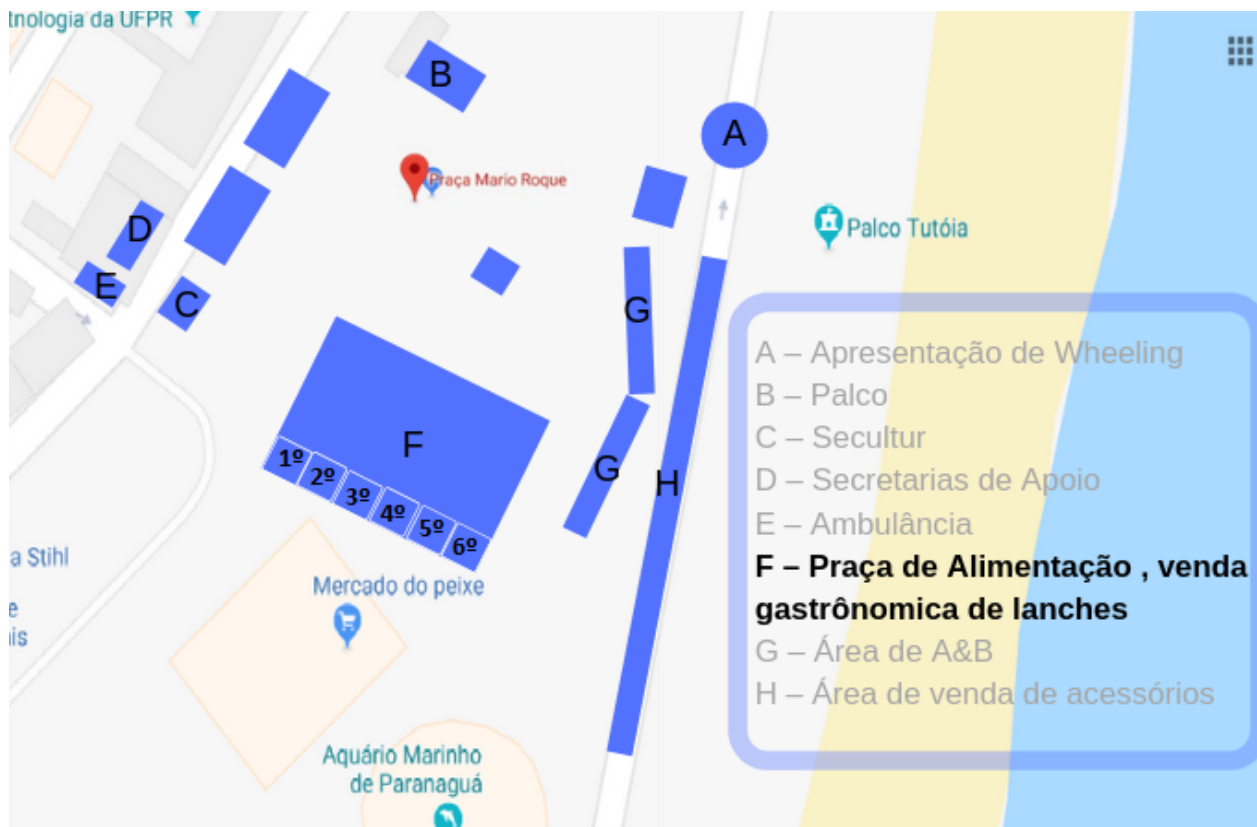 tnologia da UFPR
B
A
Praça Mario Roque
D
E
C
Palco Tutóia
G
F
G
H
1º
2º
3º
4º
5º
6º
a Stihl
e
is
Mercado do peixe
Aquário Marinho
de Paranaguá
A – Apresentação de Wheeling
B – Palco
C – Secultur
D – Secretarias de Apoio
E – Ambulância
F – Praça de Alimentação , venda
gastrônomica de lanches
G – Área de A&B
H – Área de venda de acessórios